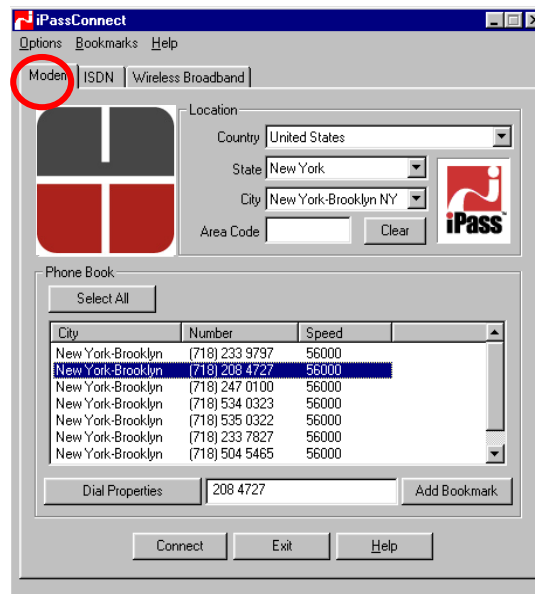 iPassConnect
Options Bookmarks Help
Modem ISDN Wireless Broadband
Location
Country United States
State New York
City New York-Brooklyn NY
Area Code Clear
iPass
Phone Book
Select All
City Number Speed
New York-Brooklyn (718) 233 9797 56000
New York-Brooklyn (718) 208 4727 56000
New York-Brooklyn (718) 247 0100 56000
New York-Brooklyn (718) 534 0323 56000
New York-Brooklyn (718) 535 0322 56000
New York-Brooklyn (718) 233 7827 56000
New York-Brooklyn (718) 504 5465 56000
Dial Properties 208 4727 Add Bookmark
Connect Exit Help